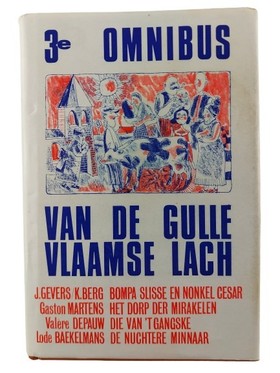 3e OMNIBUS
VAN DE GULLE
VLAAMSE LACH
J.GEVERS/K.BERG BOMPA SLISSE EN NONKEL CESAR
Gaston MARTENS HET DORP DER MIRAKELEN
Valere DEPAUW DIE VAN 'T GANGSKE
Lode BAEKELMANS DE NUCHTERE MINNAAR